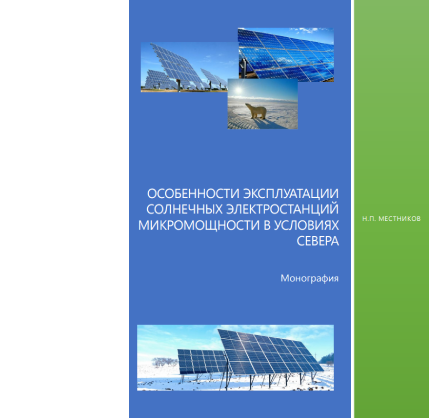 ОСОБЕННОСТИ ЭКСПЛУАТАЦИИ
СОЛНЕЧНЫХ ЭЛЕКТРОСТАНЦИЙ
МИКРОМОЩНОСТИ В УСЛОВИЯХ
СЕВЕРА
Монография
Н.П. МЕСТНИКОВ